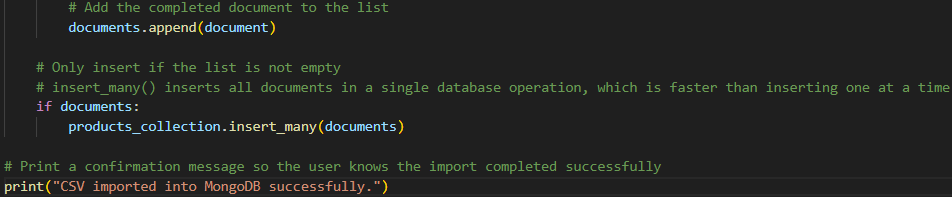 # Add the completed document to the list
documents.append(document)
# Only insert if the list is not empty
# insert_many() inserts all documents in a single database operation, which is faster than inserting one at a time
if documents:
products_collection.insert_many(documents)
# Print a confirmation message so the user knows the import completed successfully
print("CSV imported into MongoDB successfully.")